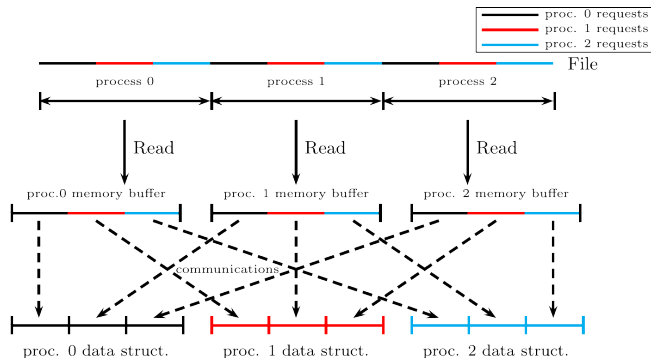 proc. 0 requests
proc. 1 requests
proc. 2 requests
File
process 0 process 1 process 2
Read Read Read
proc.0 memory buffer proc. 1 memory buffer proc. 2 memory buffer
communications
proc. 0 data struct. proc. 1 data struct. proc. 2 data struct.